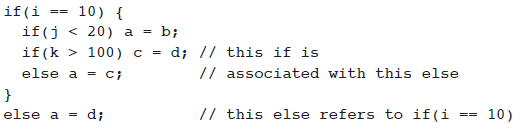 if(i == 10) {
  if(j < 20) a = b;
  if(k > 100) c = d; // this if is
  else a = c;        // associated with this else
}
else a = d;          // this else refers to if(i == 10)